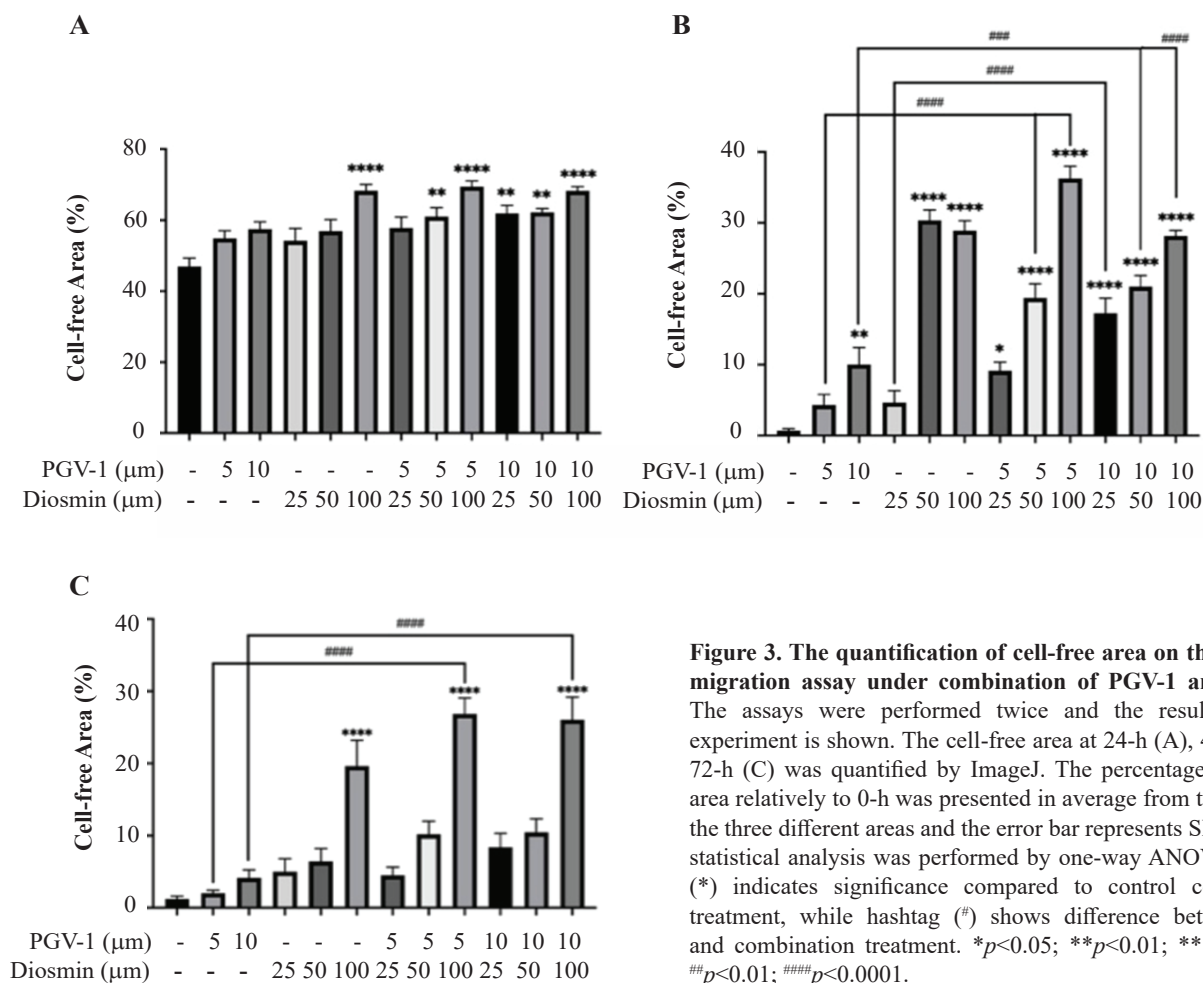 A
Cell-free Area (%)
80
60
40
20
0
****
**
****
**
**
****
PGV-1 (µm) - 5 10 - - - 5 5 5 10 10 10
Diosmin (µm) - - - 25 50 100 25 50 100 25 50 100
B
Cell-free Area (%)
40
30
20
10
0
###
####
####
####
**
****
****
*
****
****
****
****
****
PGV-1 (µm) - 5 10 - - - 5 5 5 10 10 10
Diosmin (µm) - - - 25 50 100 25 50 100 25 50 100
C
Cell-free Area (%)
40
30
20
10
0
####
####
****
****
****
PGV-1 (µm) - 5 10 - - - 5 5 5 10 10 10
Diosmin (µm) - - - 25 50 100 25 50 100 25 50 100
Figure 3. The quantification of cell-free area on th
migration assay under combination of PGV-1 an
The assays were performed twice and the resul
experiment is shown. The cell-free area at 24-h (A), 4
72-h (C) was quantified by ImageJ. The percentage
area relatively to 0-h was presented in average from t
the three different areas and the error bar represents S
statistical analysis was performed by one-way ANOV
(*) indicates significance compared to control c
treatment, while hashtag (#) shows difference bet
and combination treatment. *p<0.05; **p<0.01; **
##p<0.01; ####p<0.0001.